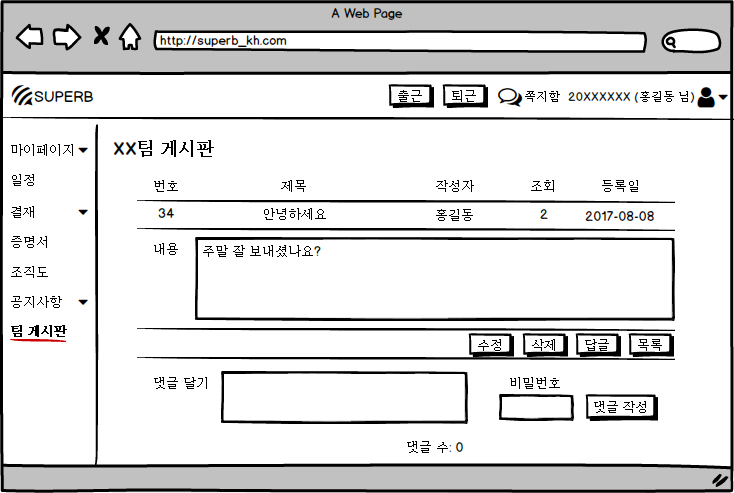 A Web Page
http://superb_kh.com
SUPERB
출근 퇴근 쪽지함 20XXXXXX (홍길동 님)
마이페이지
일정
결재
증명서
조직도
공지사항
팀 게시판
XX팀 게시판
번호 제목 작성자 조회 등록일
34 안녕하세요 홍길동 2 2017-08-08
내용 주말 잘 보내셨나요?
수정 삭제 답글 목록
댓글 달기 비밀번호
댓글 작성
댓글 수: 0